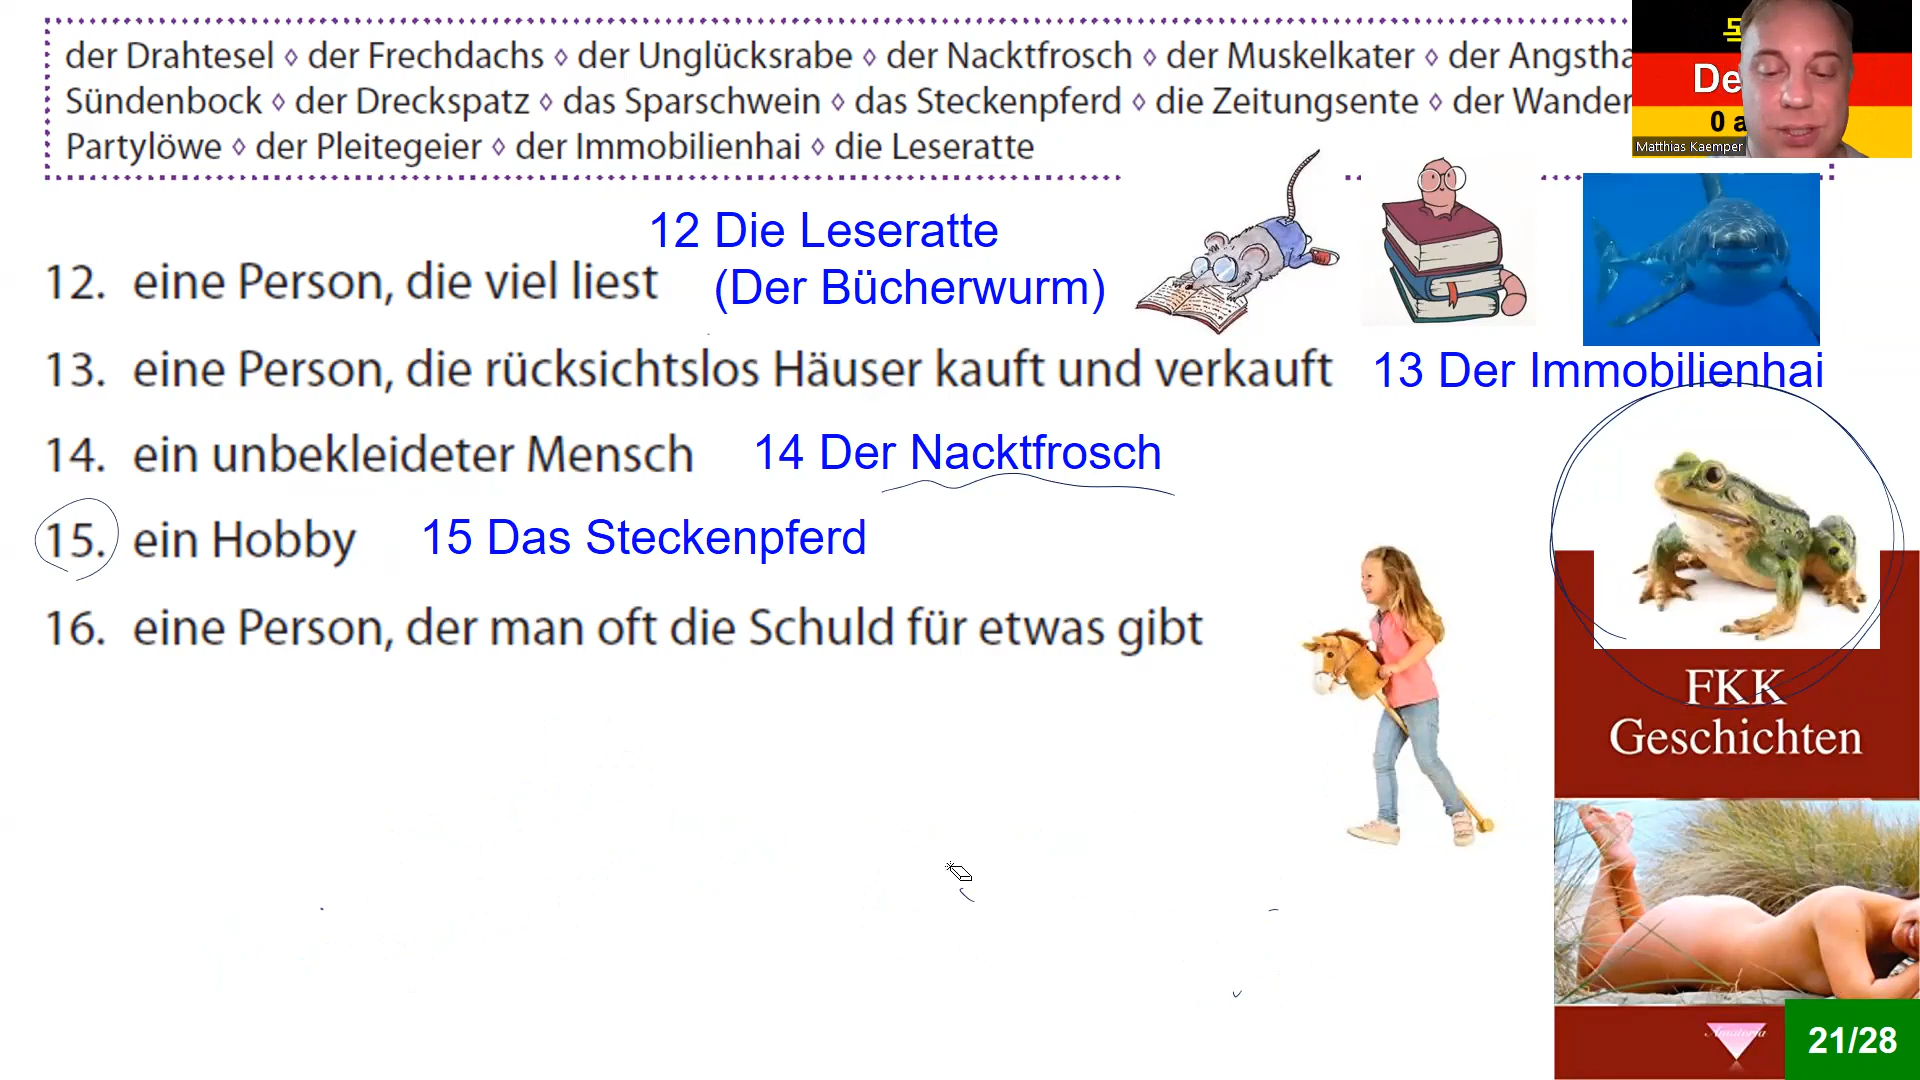 der Drahtesel ◊ der Frechdachs ◊ der Unglücksrabe ◊ der Nacktfrosch ◊ der Muskelkater ◊ der
Sündenbock ◊ der Dreckspatz ◊ das Sparschwein ◊ das Steckenpferd ◊ die Zeitungsente ◊ der
Partylöwe ◊ der Pleitegeier ◊ der Immobilienhai ◊ die Leseratte
Matthias Kaemper
12 Die Leseratte
12. eine Person, die viel liest
(Der Bücherwurm)
13. eine Person, die rücksichtslos Häuser kauft und verkauft
13 Der Immobilienhai
14. ein unbekleideter Mensch
14 Der Nacktfrosch
15. ein Hobby
15 Das Steckenpferd
16. eine Person, der man oft die Schuld für etwas gibt
FKK
Geschichten
21/28